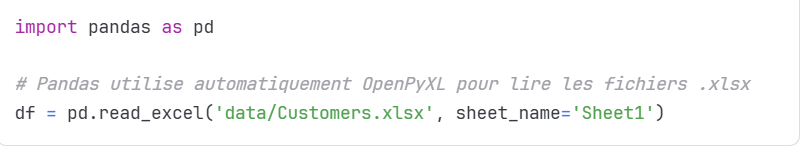 import pandas as pd
# Pandas utilise automatiquement OpenPyXL pour lire les fichiers .xlsx
df = pd.read_excel('data/Customers.xlsx', sheet_name='Sheet1')